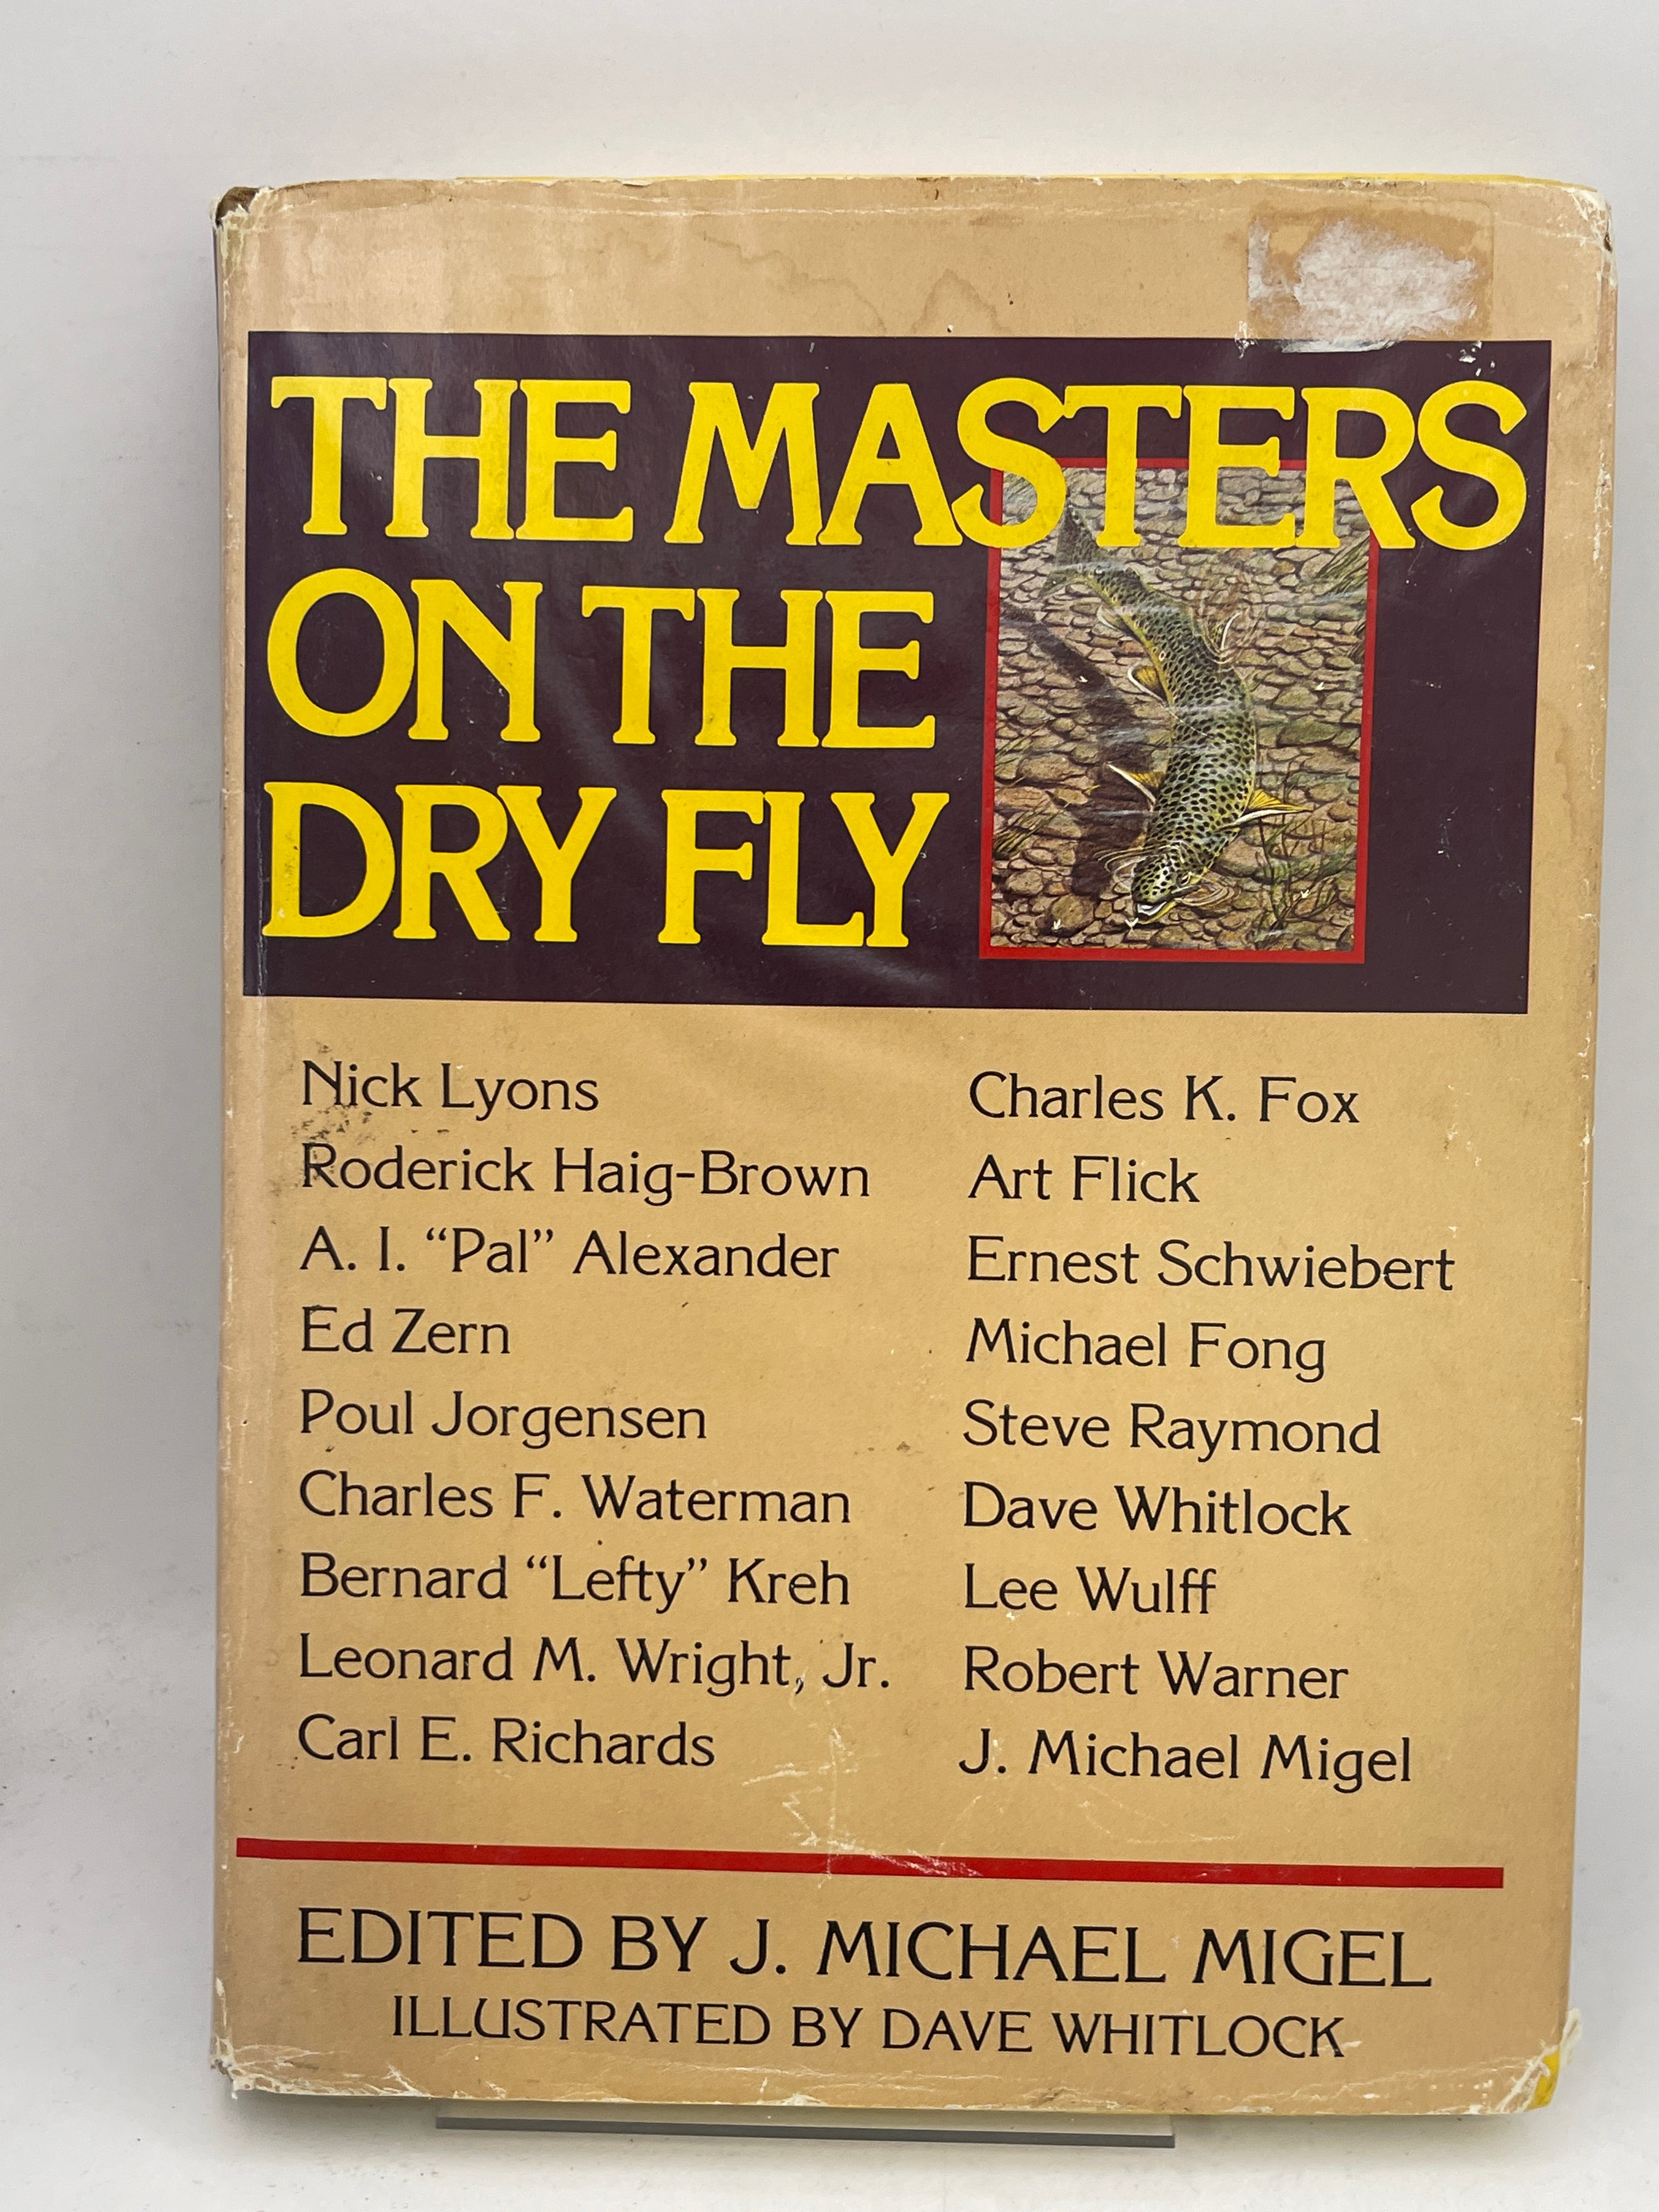 THE MASTERS
ON THE
DRY FLY
Nick Lyons
Roderick Haig-Brown
A. I. “Pal” Alexander
Ed Zern
Poul Jorgensen
Charles F. Waterman
Bernard “Lefty” Kreh
Leonard M. Wright, Jr.
Carl E. Richards
Charles K. Fox
Art Flick
Ernest Schwiebert
Michael Fong
Steve Raymond
Dave Whitlock
Lee Wulff
Robert Warner
J. Michael Migel
EDITED BY J. MICHAEL MIGEL
ILLUSTRATED BY DAVE WHITLOCK